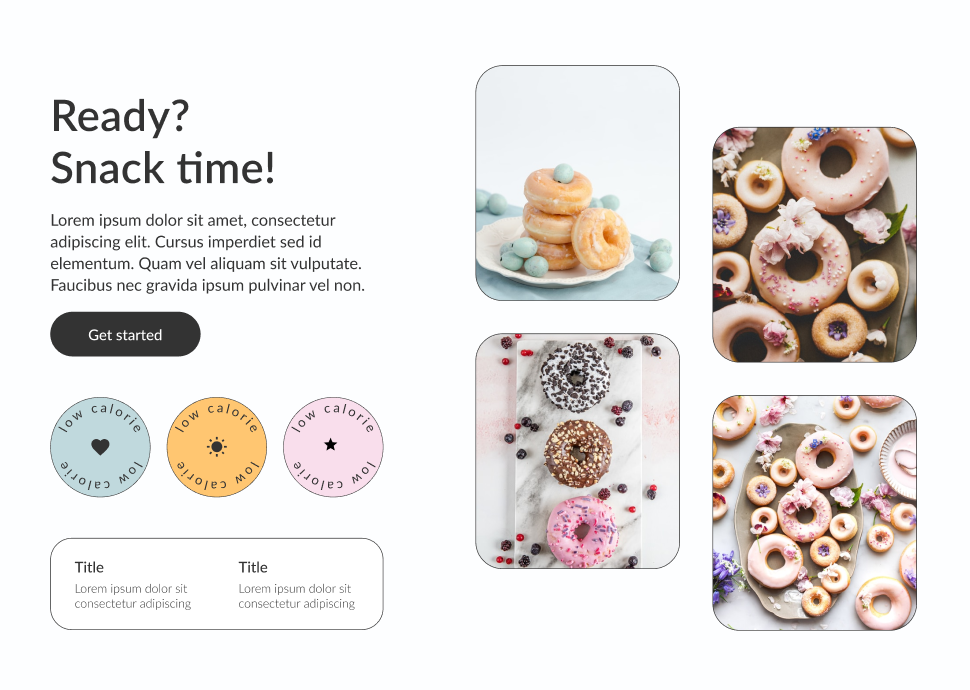 Ready?
Snack time!
Lorem ipsum dolor sit amet, consectetur
adipiscing elit. Cursus imperdiet sed id
elementum. Quam vel aliquam sit vulputate.
Faucibus nec gravida ipsum pulvinar vel non.
Get started
low calorie
low calorie
low calorie
low calorie
low calorie
low calorie
Title
Lorem ipsum dolor sit
consectetur adipiscing
Title
Lorem ipsum dolor sit
consectetur adipiscing